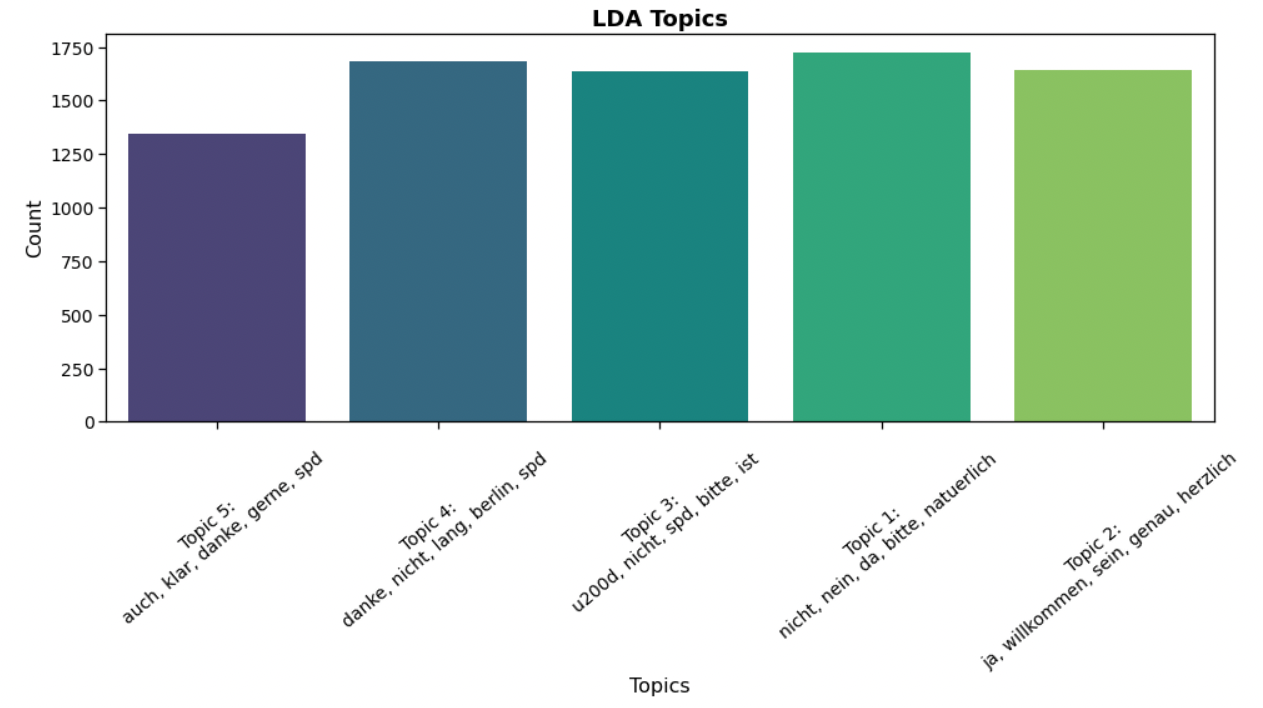 LDA Topics
1750
1500
1250
1000
750
500
250
0
Count
Topic 5:
auch, klar, danke, gerne, spd
Topic 4:
danke, nicht, lang, berlin, spd
Topic 3:
u200d, nicht, spd, bitte, ist
Topic 1:
nicht, nein, da, bitte, natuerlich
Topic 2:
ja, willkommen, sein, genau, herzlich
Topics